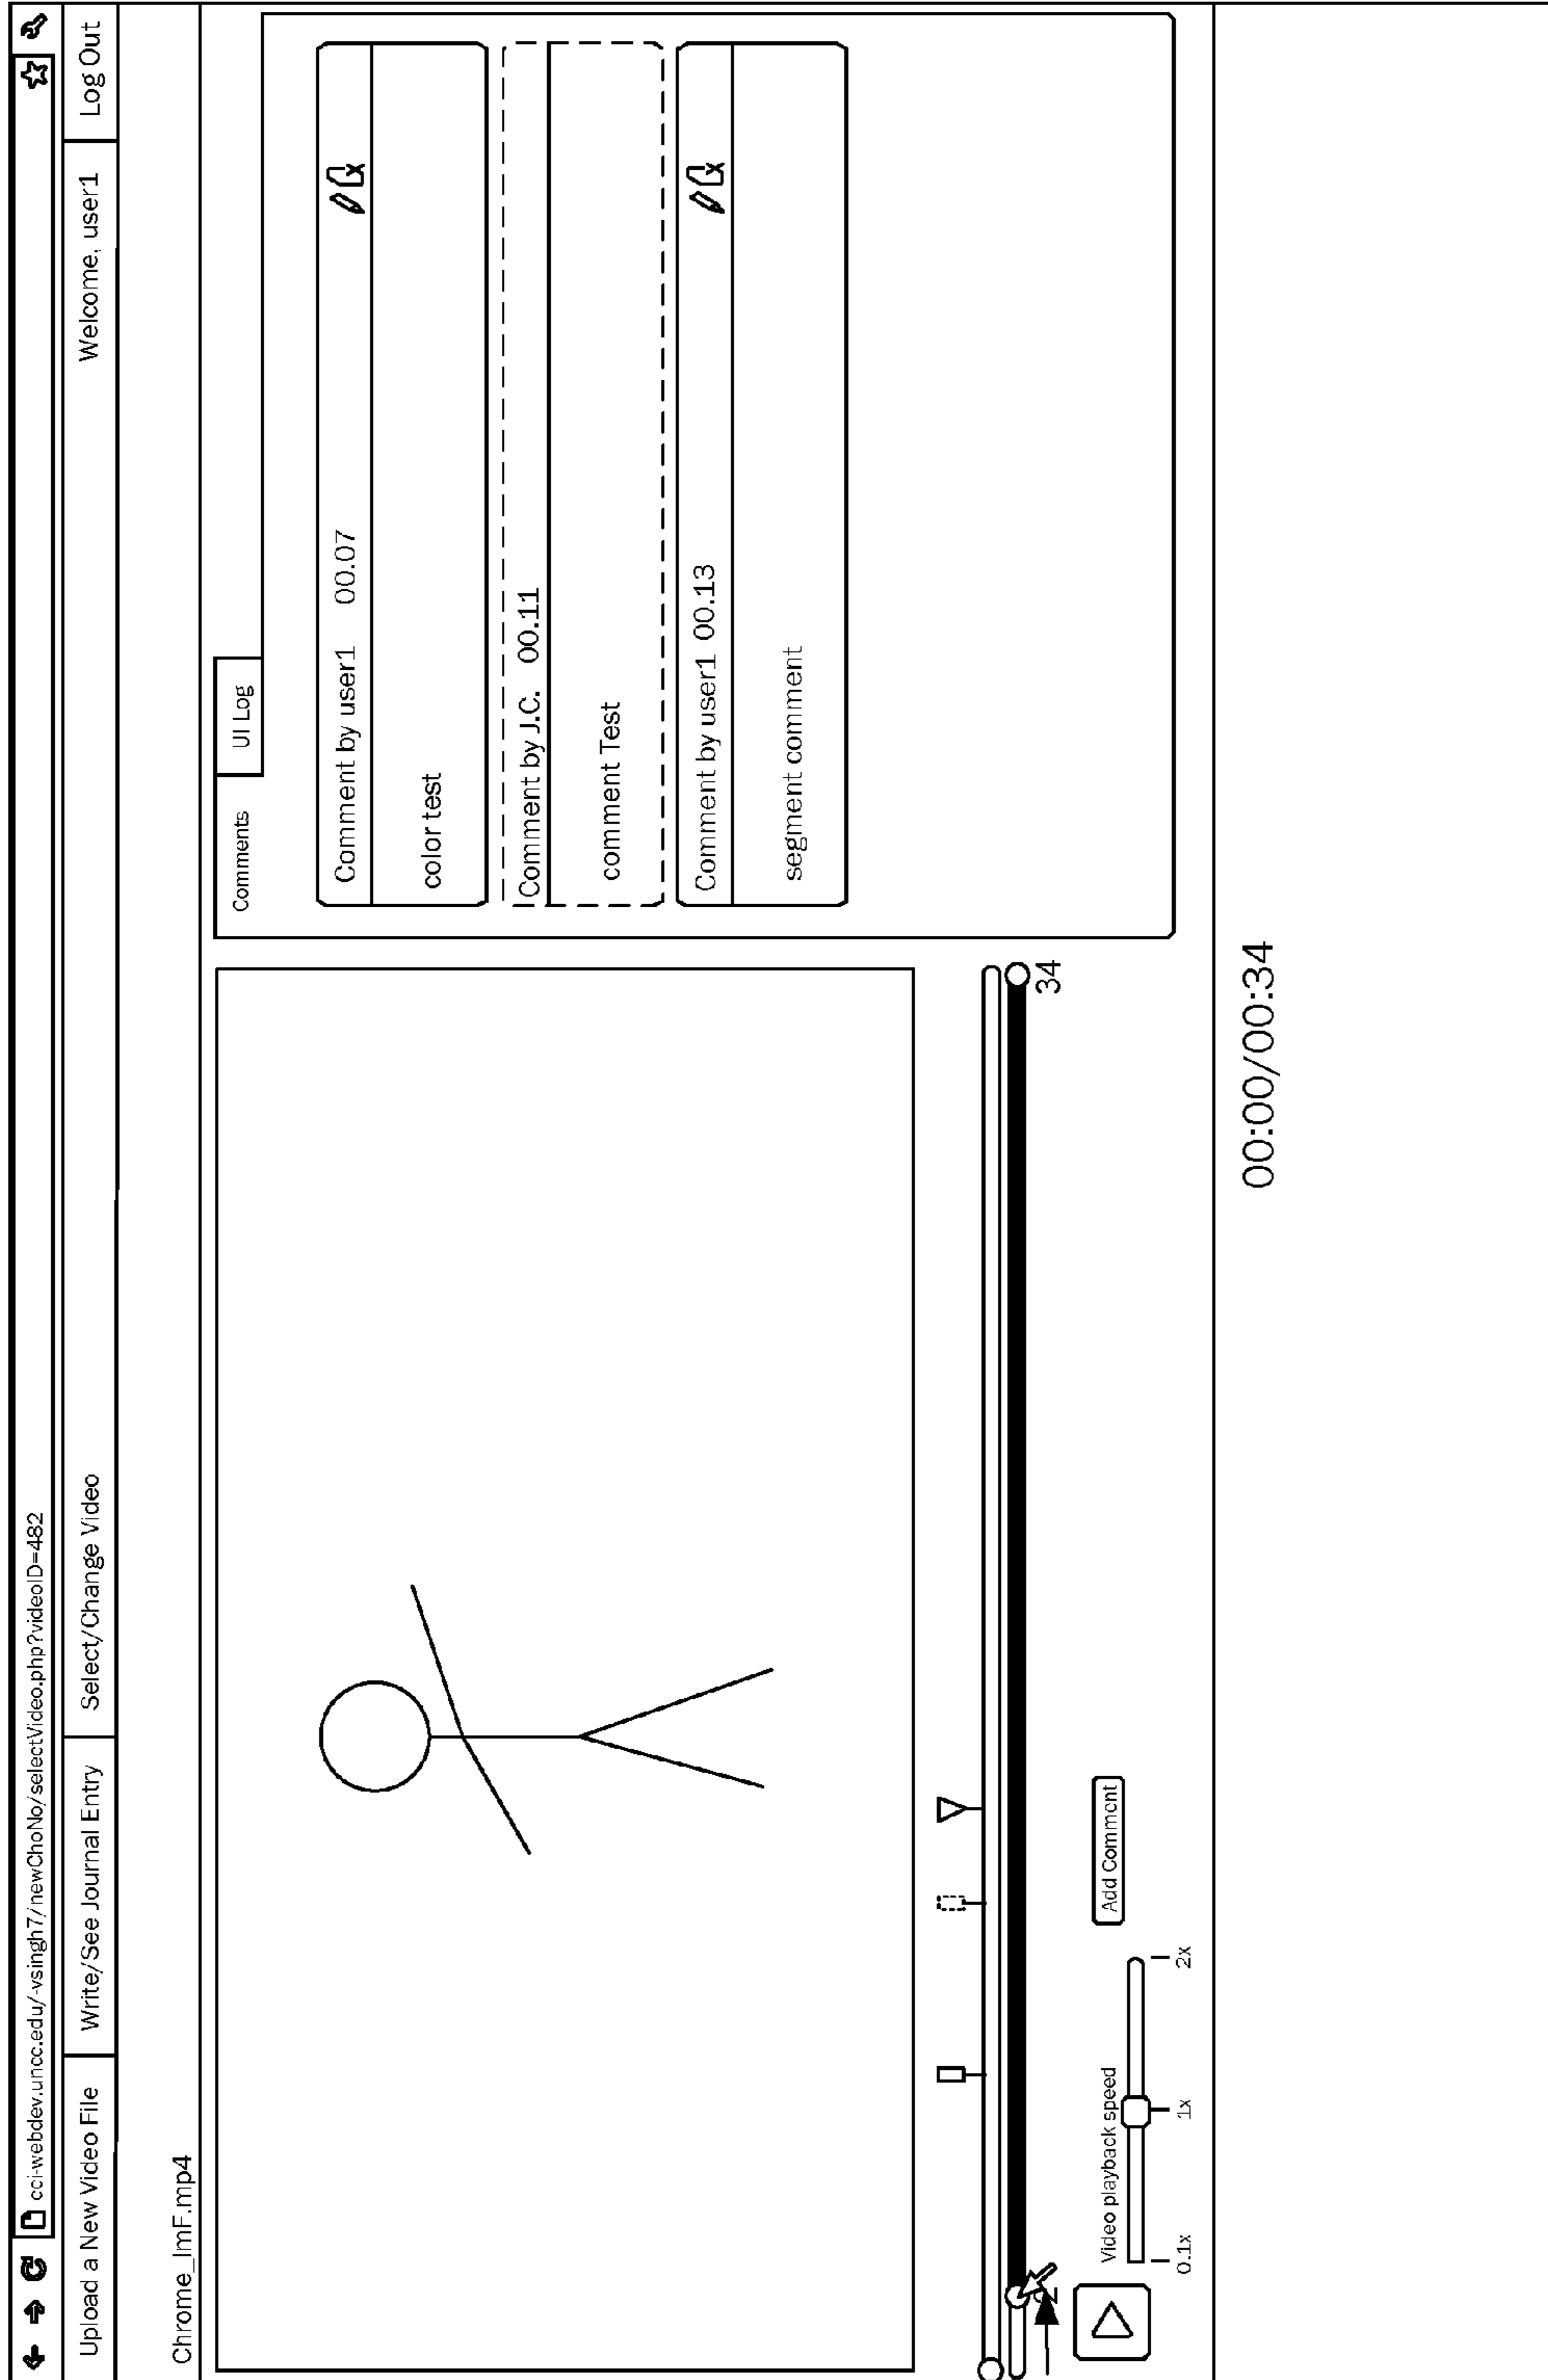 cci-webdev.uncc.edu/-vsingh7/newChoNo/selectVideo.php?videoID=482
Upload a New Video File
Write/See Journal Entry
Select/Change Video
Welcome, user1
Log Out
Chrome_ImF.mp4
Comments
UI Log
Comment by user1 00.07
color test
Comment by J.C. 00.11
comment Test
Comment by user1 00.13
segment comment
34
Video playback speed
0.1x
1x
2x
Add Comment
00:00/00:34